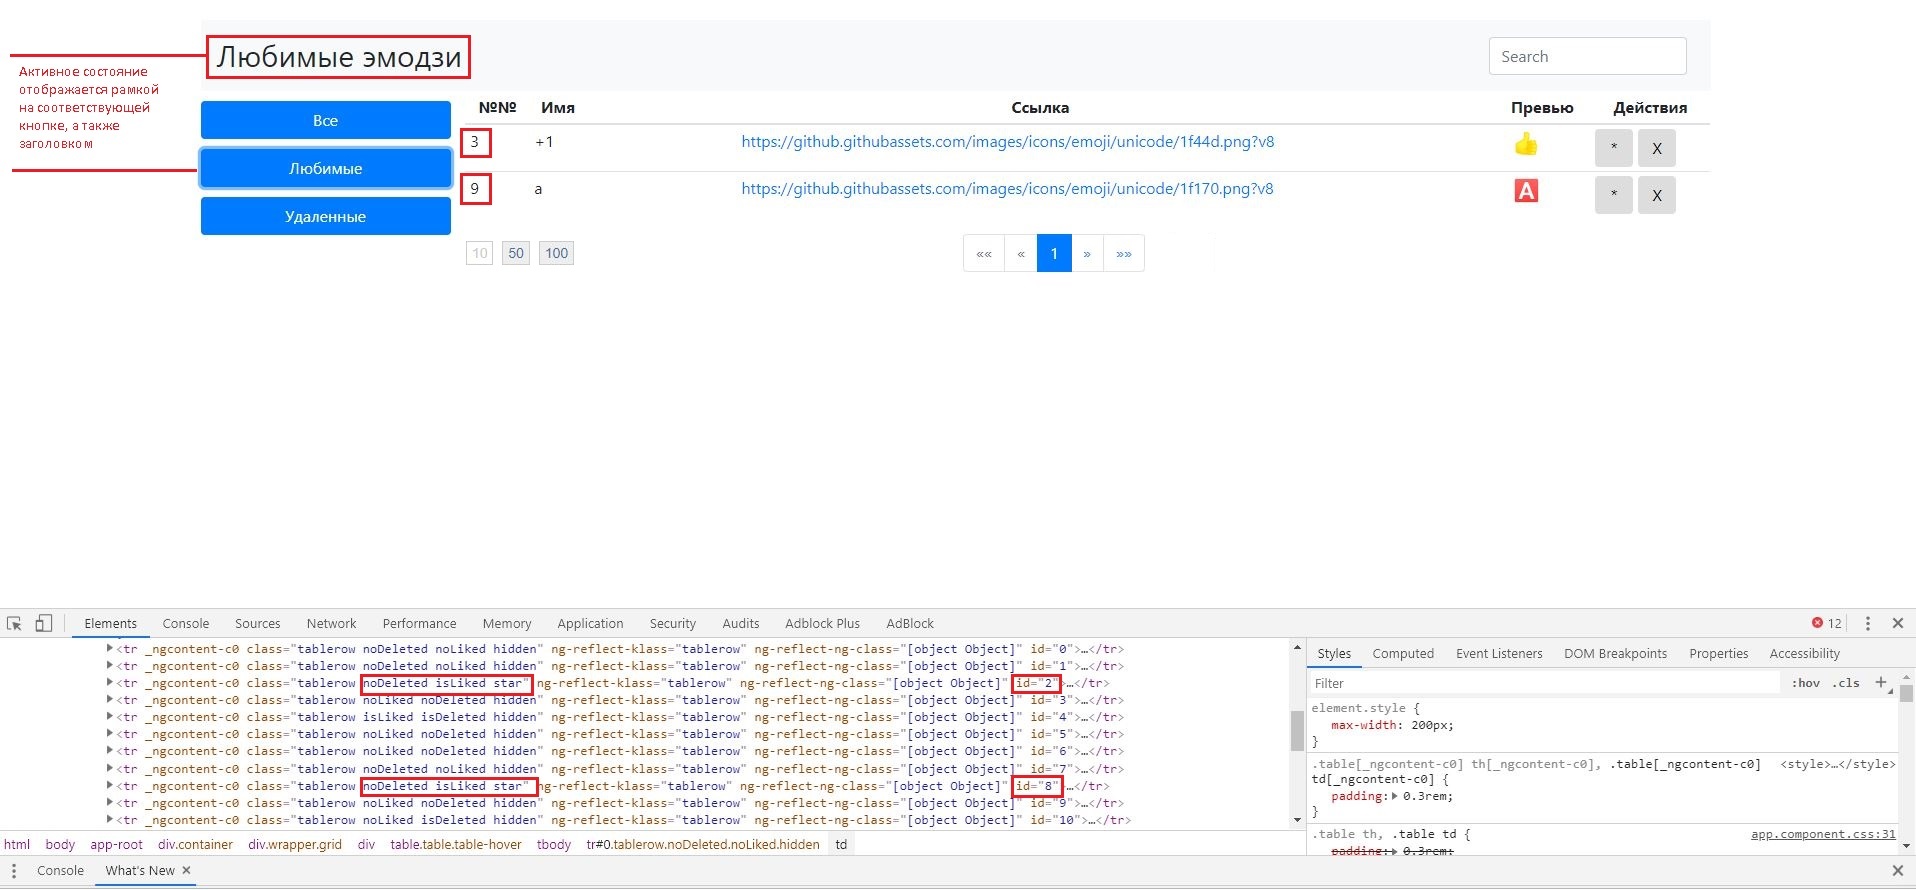 Любимые эмодзи
Search
Активное состояние
отображается рамкой
на соответствующей
кнопке, а также
заголовком
Все
Любимые
Удаленные
№№ Имя Ссылка Превью Действия
3 +1 https://github.githubassets.com/images/icons/emoji/unicode/1f44d.png?v8 * X
9 a https://github.githubassets.com/images/icons/emoji/unicode/1f170.png?v8 A * X
10 50 100 «« « 1 » »»
Elements Console Sources Network Performance Memory Application Security Audits Adblock Plus AdBlock 12
<tr _ngcontent-c0 class="tablerow noDeleted noLiked hidden" ng-reflect-klass="tablerow" ng-reflect-ng-class="[object Object]" id="0">…</tr>
<tr _ngcontent-c0 class="tablerow noDeleted noLiked hidden" ng-reflect-klass="tablerow" ng-reflect-ng-class="[object Object]" id="1">…</tr>
<tr _ngcontent-c0 class="tablerow noDeleted isLiked star" ng-reflect-klass="tablerow" ng-reflect-ng-class="[object Object]" id="2">…</tr>
<tr _ngcontent-c0 class="tablerow noLiked noDeleted hidden" ng-reflect-klass="tablerow" ng-reflect-ng-class="[object Object]" id="3">…</tr>
<tr _ngcontent-c0 class="tablerow isLiked isDeleted hidden" ng-reflect-klass="tablerow" ng-reflect-ng-class="[object Object]" id="4">…</tr>
<tr _ngcontent-c0 class="tablerow noLiked noDeleted hidden" ng-reflect-klass="tablerow" ng-reflect-ng-class="[object Object]" id="5">…</tr>
<tr _ngcontent-c0 class="tablerow noLiked noDeleted hidden" ng-reflect-klass="tablerow" ng-reflect-ng-class="[object Object]" id="6">…</tr>
<tr _ngcontent-c0 class="tablerow noDeleted noLiked hidden" ng-reflect-klass="tablerow" ng-reflect-ng-class="[object Object]" id="7">…</tr>
<tr _ngcontent-c0 class="tablerow noDeleted isLiked star" ng-reflect-klass="tablerow" ng-reflect-ng-class="[object Object]" id="8">…</tr>
<tr _ngcontent-c0 class="tablerow noLiked noDeleted hidden" ng-reflect-klass="tablerow" ng-reflect-ng-class="[object Object]" id="9">…</tr>
<tr _ngcontent-c0 class="tablerow noLiked isDeleted hidden" ng-reflect-klass="tablerow" ng-reflect-ng-class="[object Object]" id="10">…</tr>
html body app-root div.container div.wrapper.grid div table.table.table-hover tbody tr#0.tablerow.noDeleted.noLiked.hidden td
Styles Computed Event Listeners DOM Breakpoints Properties Accessibility
Filter :hov .cls +
element.style {
max-width: 200px;
}
.table[_ngcontent-c0] th[_ngcontent-c0], .table[_ngcontent-c0] <style>…</style>
td[_ngcontent-c0] {
padding: 0.3rem;
}
.table th, .table td { app.component.css:31
padding: 0.3rem;
Console What's New